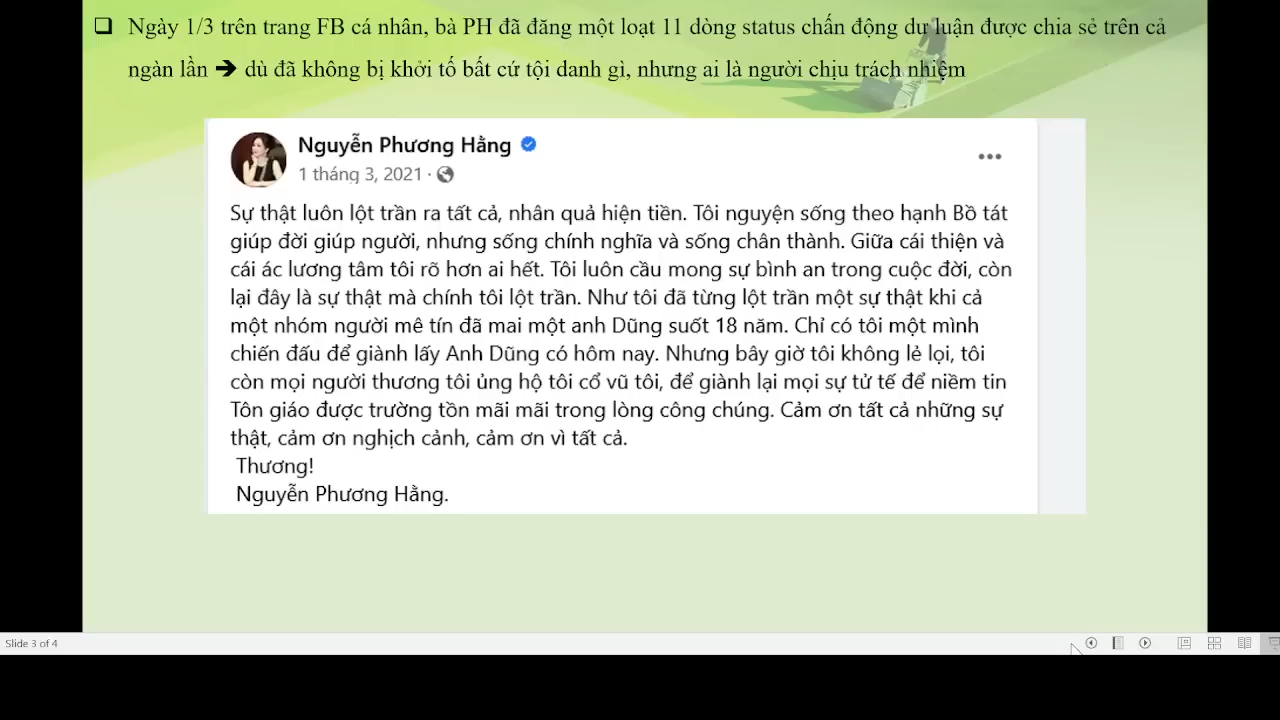 Ngày 1/3 trên trang FB cá nhân, bà PH đã đăng một loạt 11 dòng status chấn động dư luận được chia sẻ trên cả
ngàn lần ➔ dù đã không bị khởi tố bất cứ tội danh gì, nhưng ai là người chịu trách nhiệm
Nguyễn Phương Hằng
1 tháng 3, 2021 ·
Sự thật luôn lột trần ra tất cả, nhân quả hiện tiền. Tôi nguyện sống theo hạnh Bồ tát
giúp đời giúp người, nhưng sống chính nghĩa và sống chân thành. Giữa cái thiện và
cái ác lương tâm tôi rõ hơn ai hết. Tôi luôn cầu mong sự bình an trong cuộc đời, còn
lại đây là sự thật mà chính tôi lột trần. Như tôi đã từng lột trần một sự thật khi cả
một nhóm người mê tín đã mai một anh Dũng suốt 18 năm. Chỉ có tôi một mình
chiến đấu để giành lấy Anh Dũng có hôm nay. Nhưng bây giờ tôi không lẻ lọi, tôi
còn mọi người thương tôi ủng hộ tôi cổ vũ tôi, để giành lại mọi sự tử tế để niềm tin
Tôn giáo được trường tồn mãi mãi trong lòng công chúng. Cảm ơn tất cả những sự
thật, cảm ơn nghịch cảnh, cảm ơn vì tất cả.
Thương!
Nguyễn Phương Hằng.
Slide 3 of 4